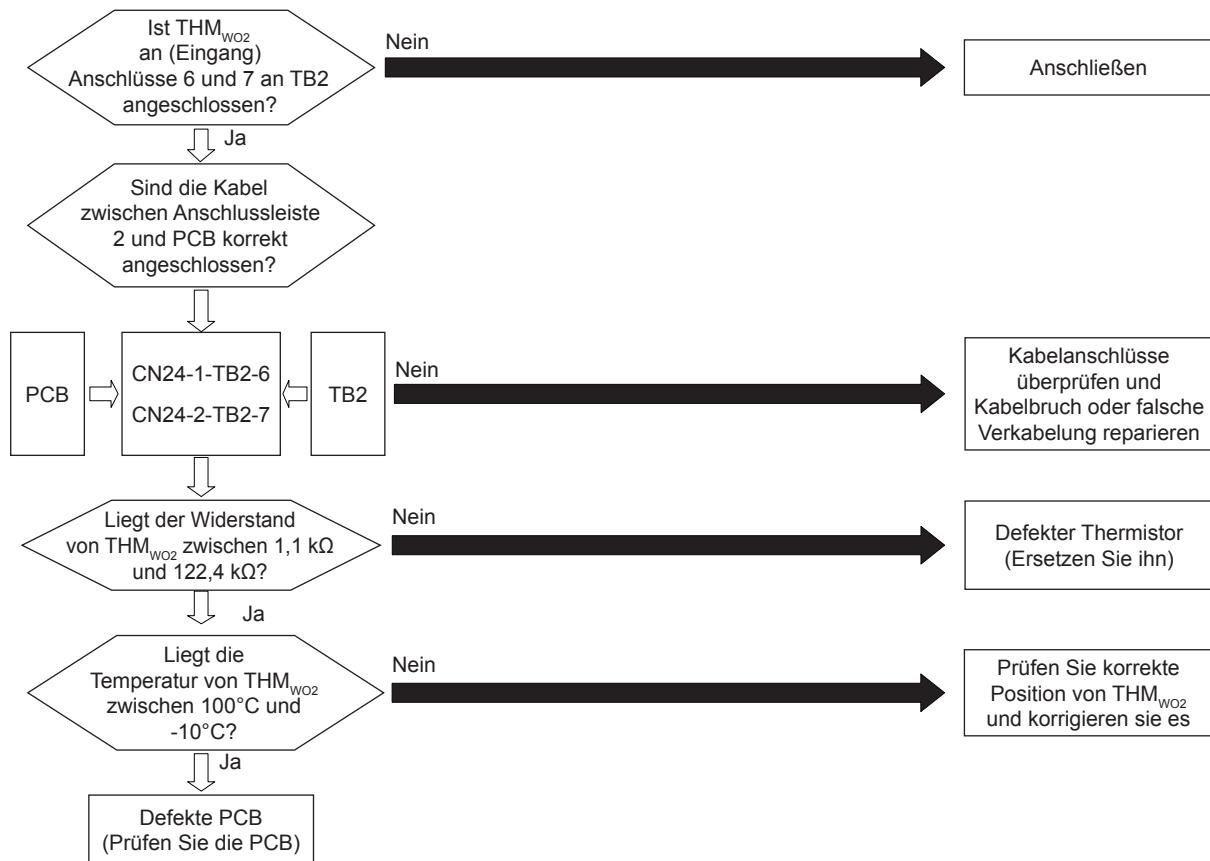 Ist THM_WO2
an (Eingang)
Anschlüsse 6 und 7 an TB2
angeschlossen?
Nein
Anschließen
Ja
Sind die Kabel
zwischen Anschlussleiste
2 und PCB korrekt
angeschlossen?
PCB
CN24-1-TB2-6
CN24-2-TB2-7
TB2
Nein
Kabelanschlüsse
überprüfen und
Kabelbruch oder falsche
Verkabelung reparieren
Liegt der Widerstand
von THM_WO2 zwischen 1,1 kΩ
und 122,4 kΩ?
Nein
Defekter Thermistor
(Ersetzen Sie ihn)
Ja
Liegt die
Temperatur von THM_WO2
zwischen 100°C und
-10°C?
Nein
Prüfen Sie korrekte
Position von THM_WO2
und korrigieren sie es
Ja
Defekte PCB
(Prüfen Sie die PCB)